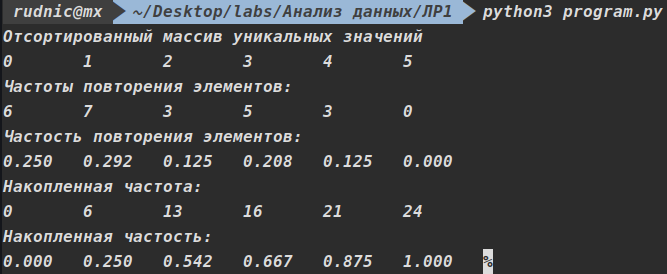 rudnic@mx ~/Desktop/labs/Анализ данных/ЛР1 python3 program.py
Отсортированный массив уникальных значений
0 1 2 3 4 5
Частоты повторения элементов:
6 7 3 5 3 0
Частость повторения элементов:
0.250 0.292 0.125 0.208 0.125 0.000
Накопленная частота:
0 6 13 16 21 24
Накопленная частость:
0.000 0.250 0.542 0.667 0.875 1.000 %